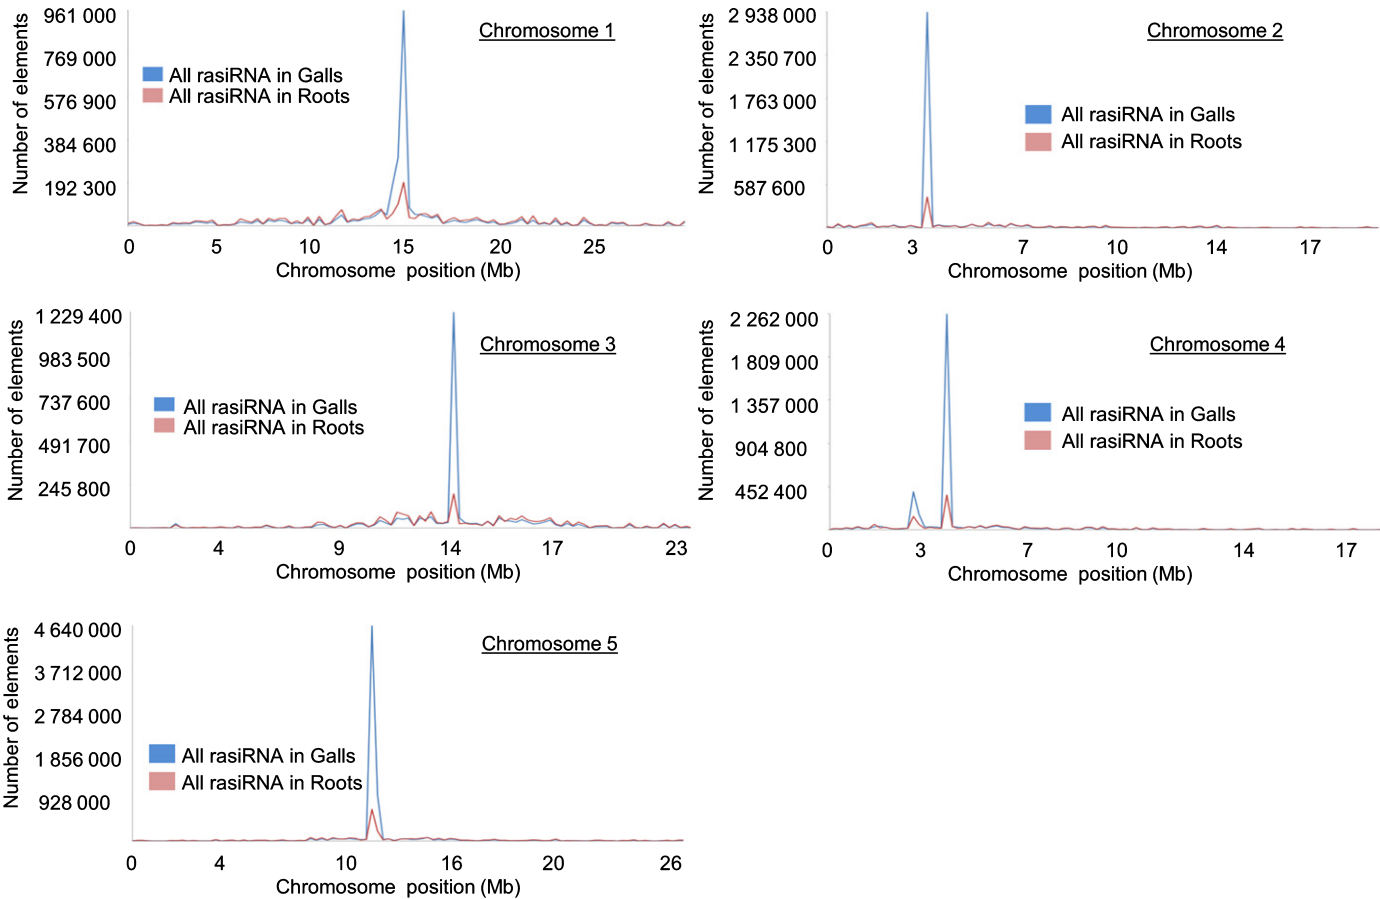 Chromosome 1
Number of elements
961 000
769 000
576 900
384 600
192 300
All rasiRNA in Galls
All rasiRNA in Roots
0 5 10 15 20 25
Chromosome position (Mb)
Chromosome 2
Number of elements
2 938 000
2 350 700
1 763 000
1 175 300
587 600
All rasiRNA in Galls
All rasiRNA in Roots
0 3 7 10 14 17
Chromosome position (Mb)
Chromosome 3
Number of elements
1 229 400
983 500
737 600
491 700
245 800
All rasiRNA in Galls
All rasiRNA in Roots
0 4 9 14 17 23
Chromosome position (Mb)
Chromosome 4
Number of elements
2 262 000
1 809 000
1 357 000
904 800
452 400
All rasiRNA in Galls
All rasiRNA in Roots
0 3 7 10 14 17
Chromosome position (Mb)
Chromosome 5
Number of elements
4 640 000
3 712 000
2 784 000
1 856 000
928 000
All rasiRNA in Galls
All rasiRNA in Roots
0 4 10 16 20 26
Chromosome position (Mb)